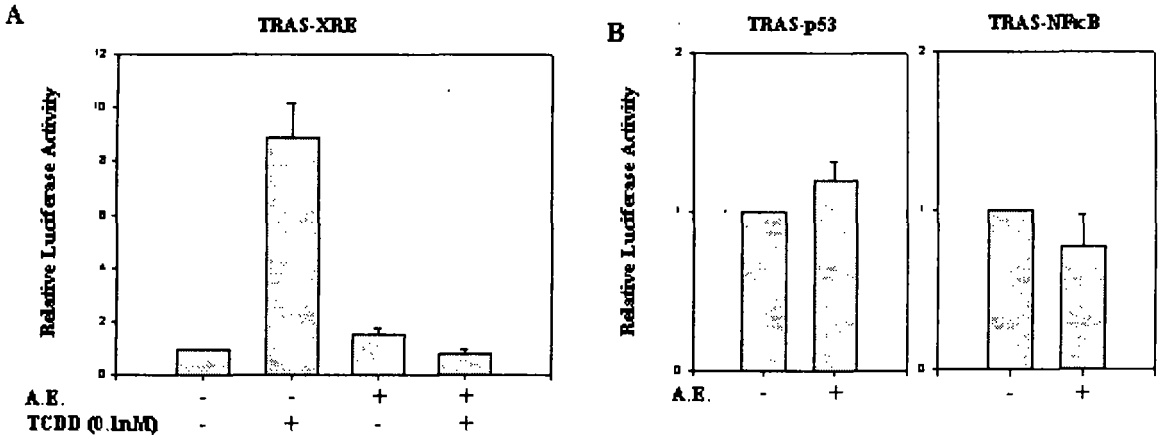 A
TRAS-XRE
B
TRAS-p53
TRAS-NFκB
Relative Luciferase Activity
12
10
8
6
4
2
0
A.E. - - + +
TCDD (0.1nM) - + - +
Relative Luciferase Activity
2
1
0
2
1
0
A.E. - + - +